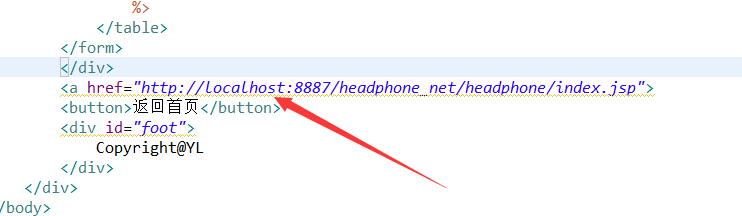 %>
</table>
</form>
</div>
<a href="http://localhost:8887/headphone_net/headphone/index.jsp">
<button>返回首页</button>
<div id="foot">
Copyright@YL
</div>
</div>
</body>